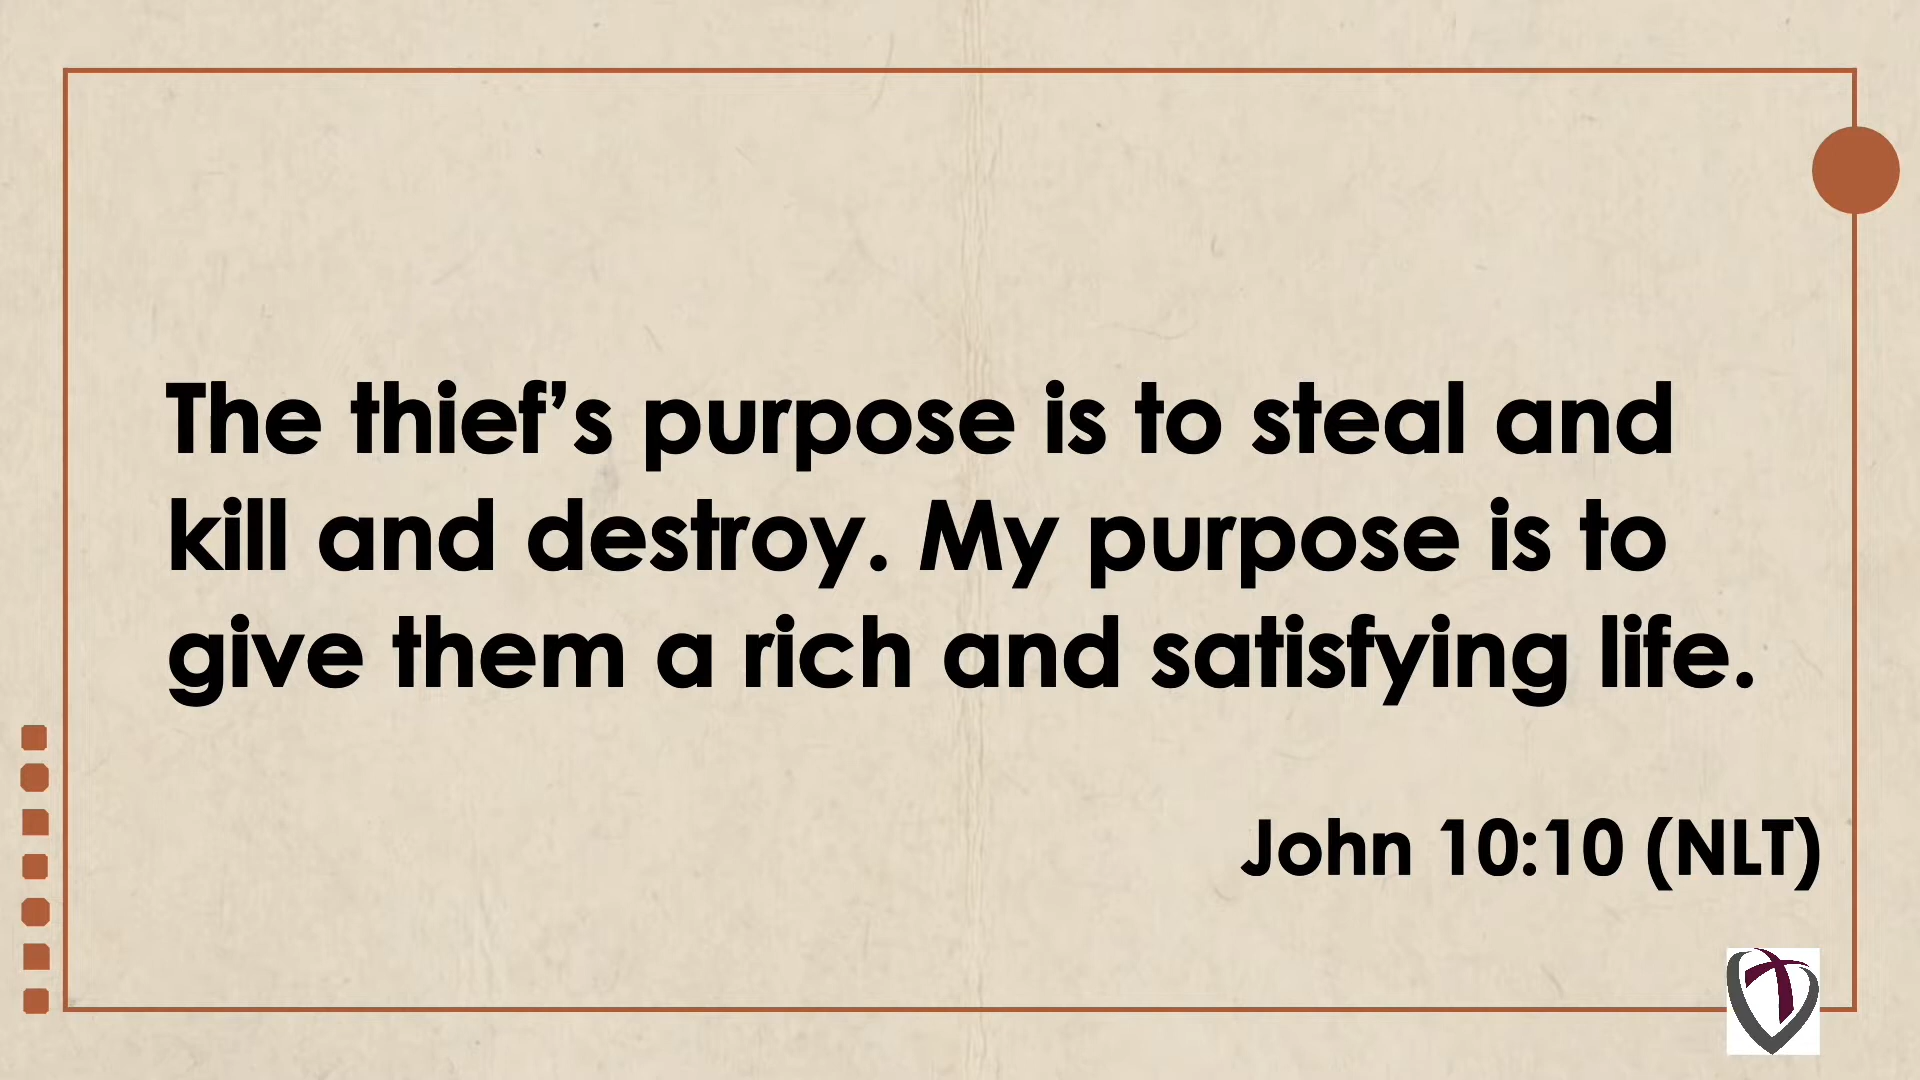 The thief’s purpose is to steal and
kill and destroy. My purpose is to
give them a rich and satisfying life.
John 10:10 (NLT)